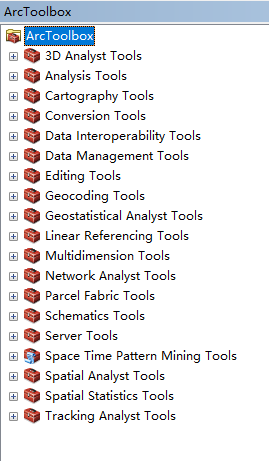 ArcToolbox
ArcToolbox
3D Analyst Tools
Analysis Tools
Cartography Tools
Conversion Tools
Data Interoperability Tools
Data Management Tools
Editing Tools
Geocoding Tools
Geostatistical Analyst Tools
Linear Referencing Tools
Multidimension Tools
Network Analyst Tools
Parcel Fabric Tools
Schematics Tools
Server Tools
Space Time Pattern Mining Tools
Spatial Analyst Tools
Spatial Statistics Tools
Tracking Analyst Tools